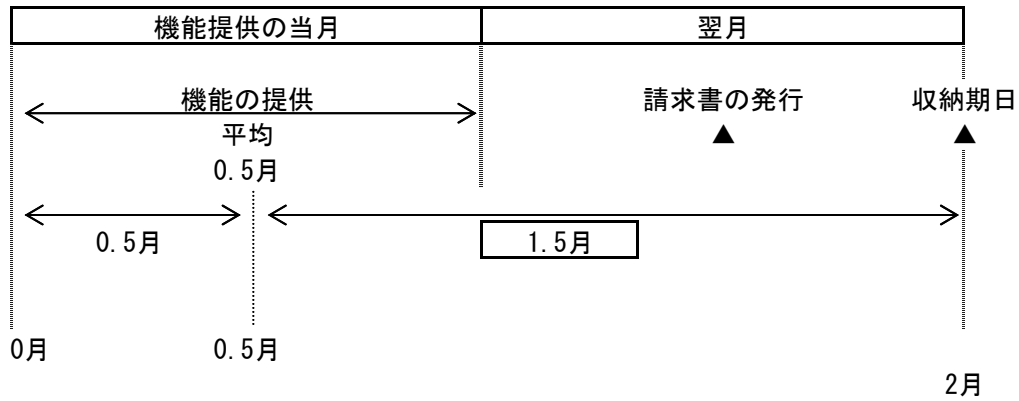 機能提供の当月 翌月
機能の提供 請求書の発行 収納期日
平均 ▲ ▲
0.5月
0.5月 1.5月
0月 0.5月
2月